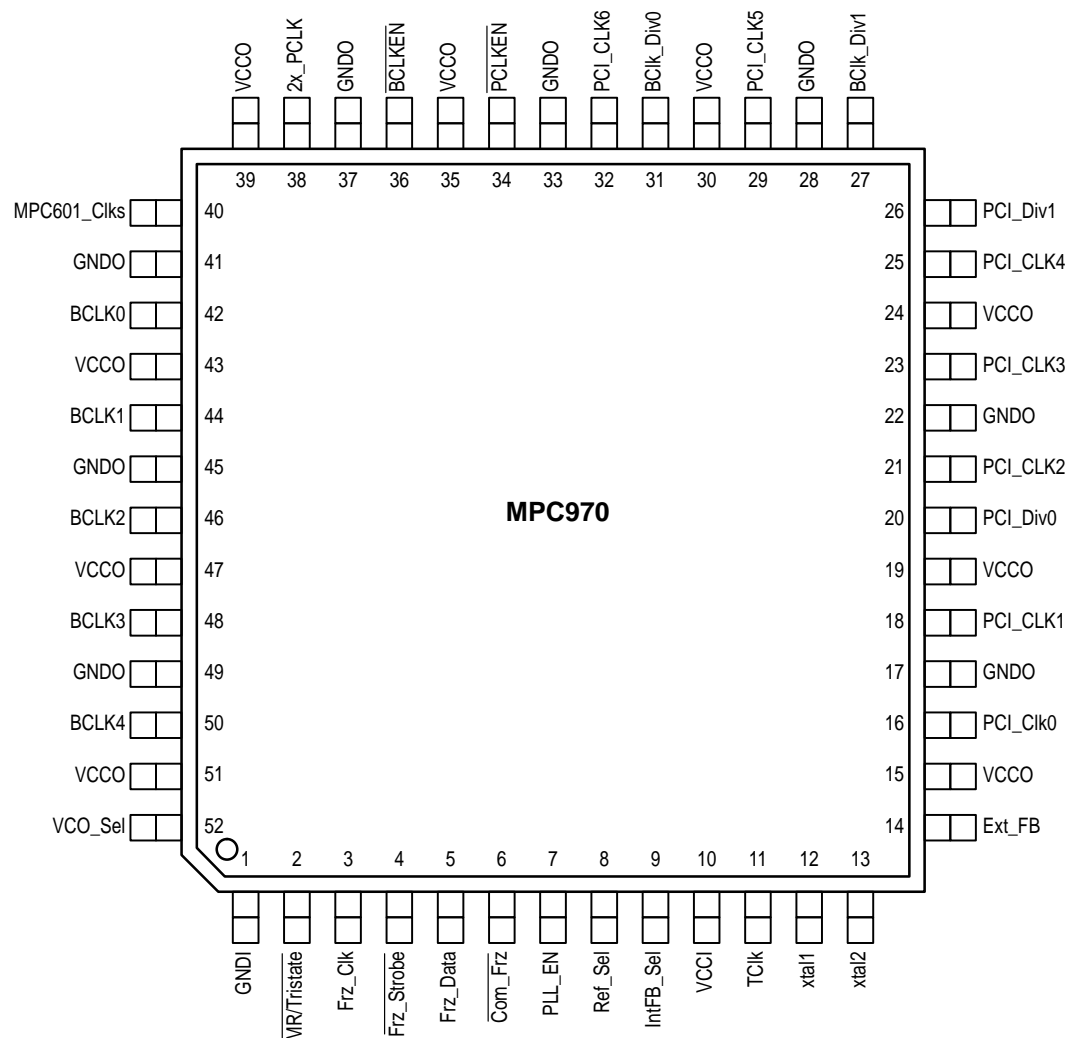 VCCO
2x_PCLK
GNDO
BCLKEN
VCCO
PCLKEN
GNDO
PCI_CLK6
BClk_Div0
VCCO
PCI_CLK5
GNDO
BClk_Div1
39 38 37 36 35 34 33 32 31 30 29 28 27
MPC601_Clks 40 26 PCI_Div1
GNDO 41 25 PCI_CLK4
BCLK0 42 24 VCCO
VCCO 43 23 PCI_CLK3
BCLK1 44 22 GNDO
GNDO 45 21 PCI_CLK2
MPC970
BCLK2 46 20 PCI_Div0
VCCO 47 19 VCCO
BCLK3 48 18 PCI_CLK1
GNDO 49 17 GNDO
BCLK4 50 16 PCI_Clk0
VCCO 51 15 VCCO
VCO_Sel 52 14 Ext_FB
1 2 3 4 5 6 7 8 9 10 11 12 13
GNDI
MR/Tristate
Frz_Clk
Frz_Strobe
Frz_Data
Com_Frz
PLL_EN
Ref_Sel
IntFB_Sel
VCCI
TClk
xtal1
xtal2